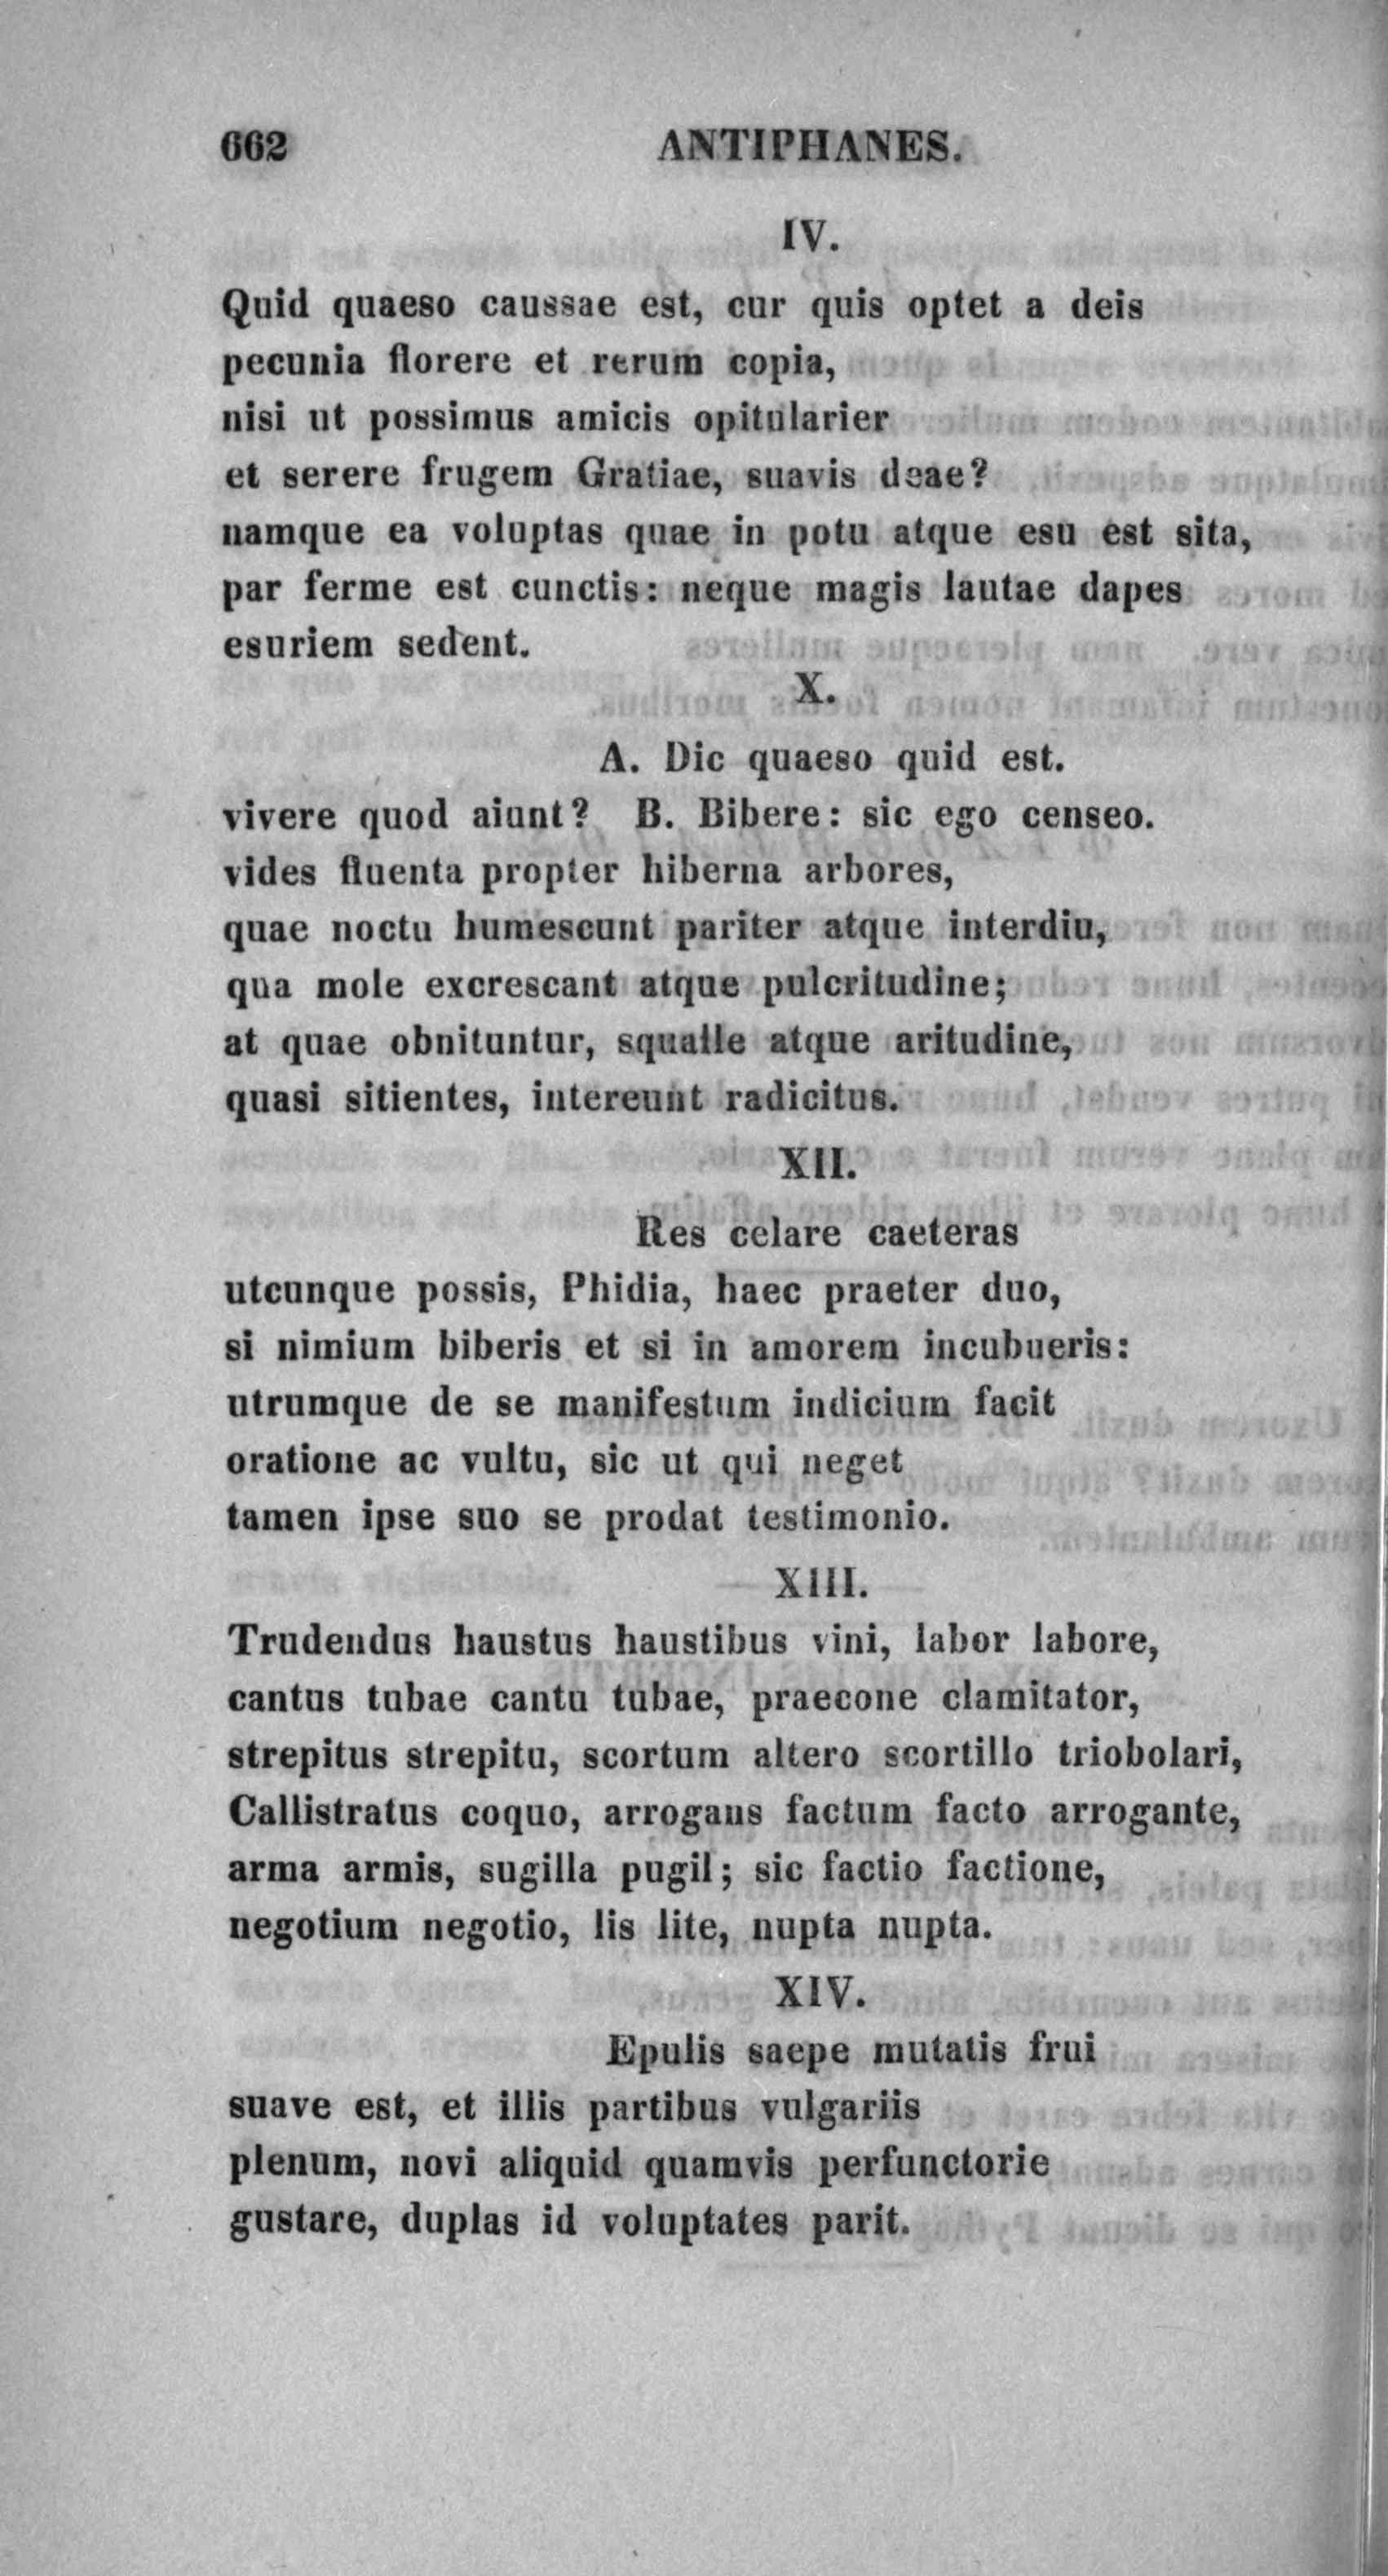 662 ANTIPHANES.
IV.
Quid quaeso caussae est, cur quis optet a deis
pecunia florere et rerum copia,
nisi ut possimus amicis opitularier
et serere frugem Gratiae, suavis deae?
namque ea voluptas quae in potu atque esu est sita,
par ferme est cunctis: neque magis lautae dapes
esuriem sedent.
X.
A. Dic quaeso quid est.
vivere quod aiunt? B. Bibere: sic ego censeo.
vides fluenta propter hiberna arbores,
quae noctu humescunt pariter atque interdiu,
qua mole excrescant atque pulcritudine;
at quae obnituntur, squalle atque aritudine,
quasi sitientes, intereunt radicitus.
XII.
Res celare caeteras
utcunque possis, Phidia, haec praeter duo,
si nimium biberis et si in amorem incubueris:
utrumque de se manifestum indicium facit
oratione ac vultu, sic ut qui neget
tamen ipse suo se prodat testimonio.
XIII.
Trudendus haustus haustibus vini, labor labore,
cantus tubae cantu tubae, praecone clamitator,
strepitus strepitu, scortum altero scortillo triobolari,
Callistratus coquo, arrogans factum facto arrogante,
arma armis, sugilla pugil; sic factio factione,
negotium negotio, lis lite, nupta nupta.
XIV.
Epulis saepe mutatis frui
suave est, et illis partibus vulgariis
plenum, novi aliquid quamvis perfunctorie
gustare, duplas id voluptates parit.